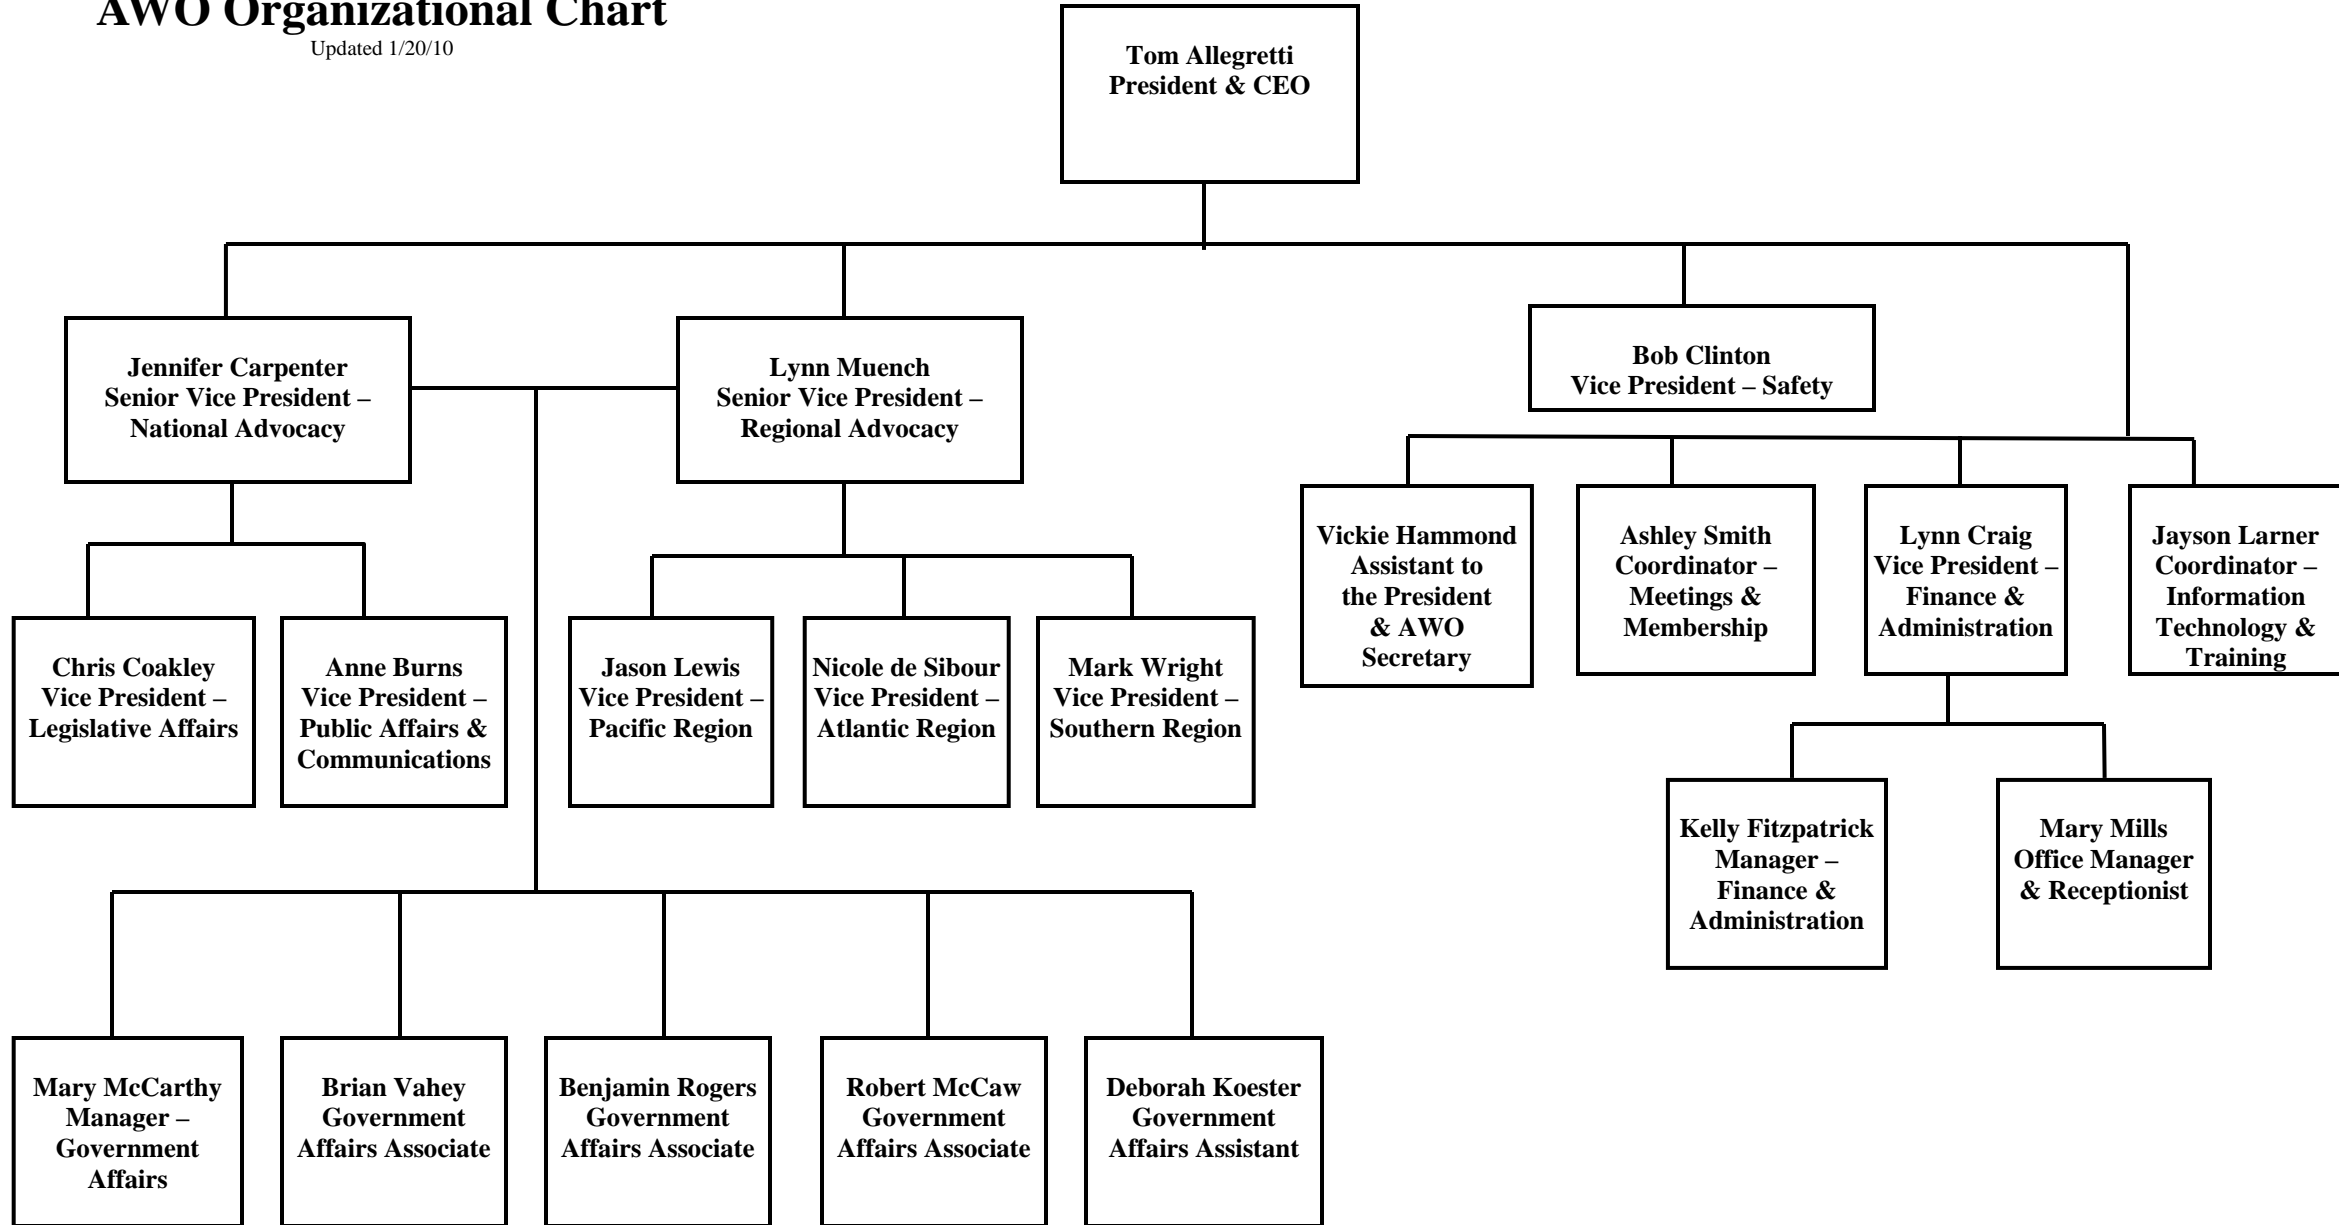 AWO Organizational Chart
Updated 1/20/10
Tom Allegretti
President & CEO
Jennifer Carpenter
Senior Vice President –
National Advocacy
Lynn Muench
Senior Vice President –
Regional Advocacy
Bob Clinton
Vice President – Safety
Vickie Hammond
Assistant to
the President
& AWO
Secretary
Ashley Smith
Coordinator –
Meetings &
Membership
Lynn Craig
Vice President –
Finance &
Administration
Jayson Larner
Coordinator –
Information
Technology &
Training
Chris Coakley
Vice President –
Legislative Affairs
Anne Burns
Vice President –
Public Affairs &
Communications
Jason Lewis
Vice President –
Pacific Region
Nicole de Sibour
Vice President –
Atlantic Region
Mark Wright
Vice President –
Southern Region
Kelly Fitzpatrick
Manager –
Finance &
Administration
Mary Mills
Office Manager
& Receptionist
Mary McCarthy
Manager –
Government
Affairs
Brian Vahey
Government
Affairs Associate
Benjamin Rogers
Government
Affairs Associate
Robert McCaw
Government
Affairs Associate
Deborah Koester
Government
Affairs Assistant